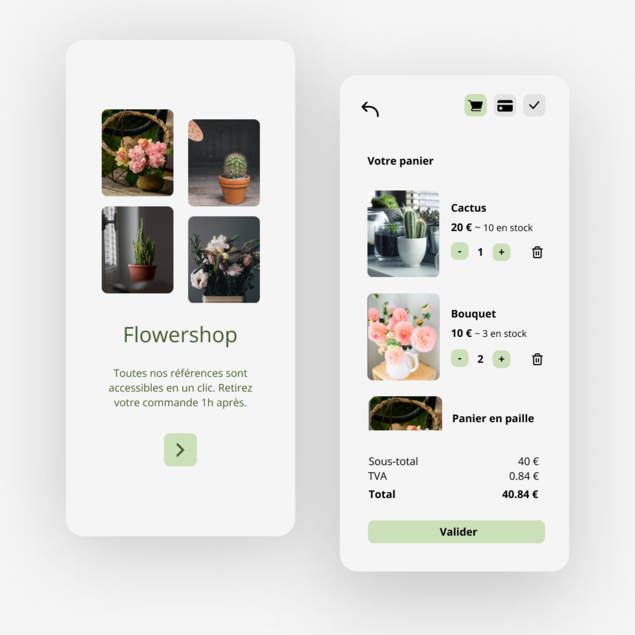 Flowershop
Toutes nos références sont
accessibles en un clic. Retirez
votre commande 1h après.
Votre panier
Cactus
20 € ~ 10 en stock
- 1 +
Bouquet
10 € ~ 3 en stock
- 2 +
Panier en paille
Sous-total 40 €
TVA 0.84 €
Total 40.84 €
Valider